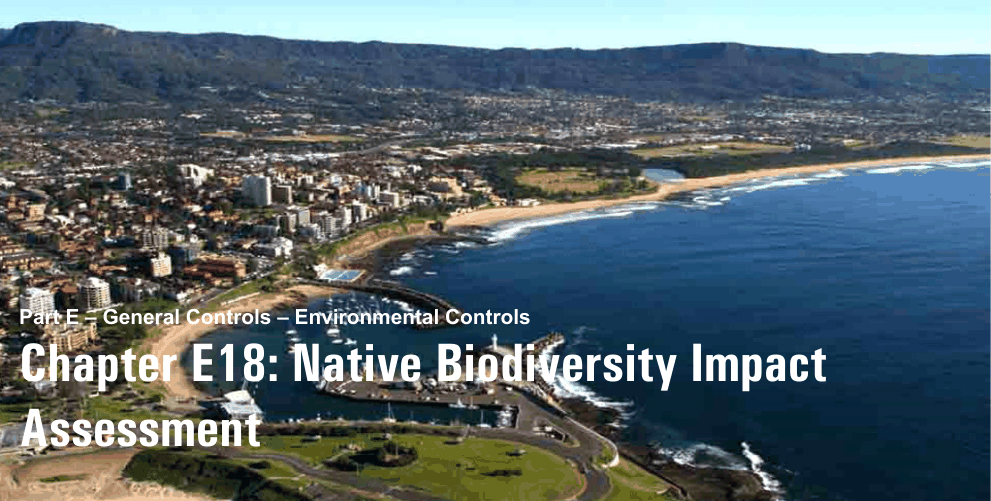 Part E – General Controls – Environmental Controls
Chapter E18: Native Biodiversity Impact
Assessment